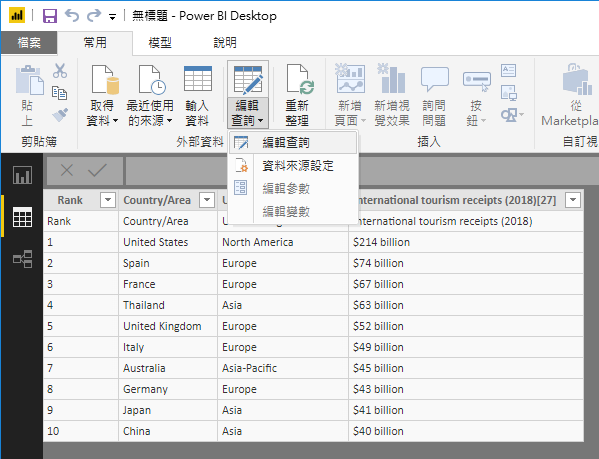 無標題 - Power BI Desktop
檔案 常用 模型 說明
貼上 取得資料 最近使用的來源 輸入資料 編輯查詢 重新整理 新增頁面 新增視覺效果 詢問問題 按鈕 從 Marketpla
剪貼簿 外部資料 插入 自訂視
編輯查詢
資料來源設定
編輯參數
編輯變數
Rank Country/Area U International tourism receipts (2018)[27]
Rank Country/Area International tourism receipts (2018)
1 United States North America $214 billion
2 Spain Europe $74 billion
3 France Europe $67 billion
4 Thailand Asia $63 billion
5 United Kingdom Europe $52 billion
6 Italy Europe $49 billion
7 Australia Asia-Pacific $45 billion
8 Germany Europe $43 billion
9 Japan Asia $41 billion
10 China Asia $40 billion